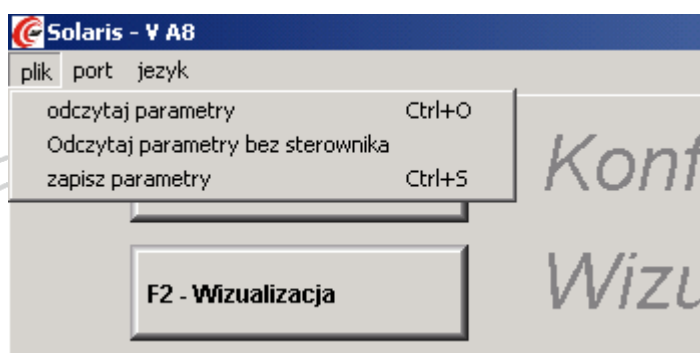 Solaris - V A8
plik port jezyk
odczytaj parametry Ctrl+O
Odczytaj parametry bez sterownika
zapisz parametry Ctrl+S
F2 - Wizualizacja